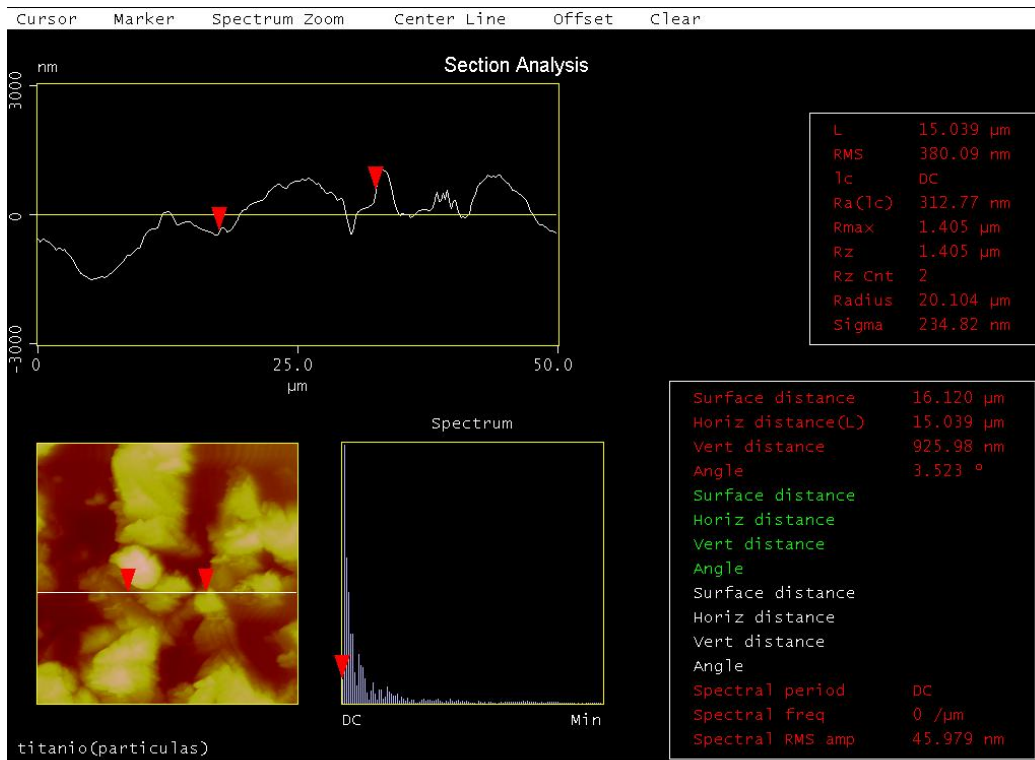 Cursor Marker Spectrum Zoom Center Line Offset Clear
nm
Section Analysis
3000
0
-3000
0 25.0 50.0
µm
L 15.039 µm
RMS 380.09 nm
lc DC
Ra(lc) 312.77 nm
Rmax 1.405 µm
Rz 1.405 µm
Rz Cnt 2
Radius 20.104 µm
Sigma 234.82 nm
Surface distance 16.120 µm
Horiz distance(L) 15.039 µm
Vert distance 925.98 nm
Angle 3.523 °
Surface distance
Horiz distance
Vert distance
Angle
Surface distance
Horiz distance
Vert distance
Angle
Spectral period DC
Spectral freq 0 /µm
Spectral RMS amp 45.979 nm
Spectrum
DC Min
titanio(particulas)